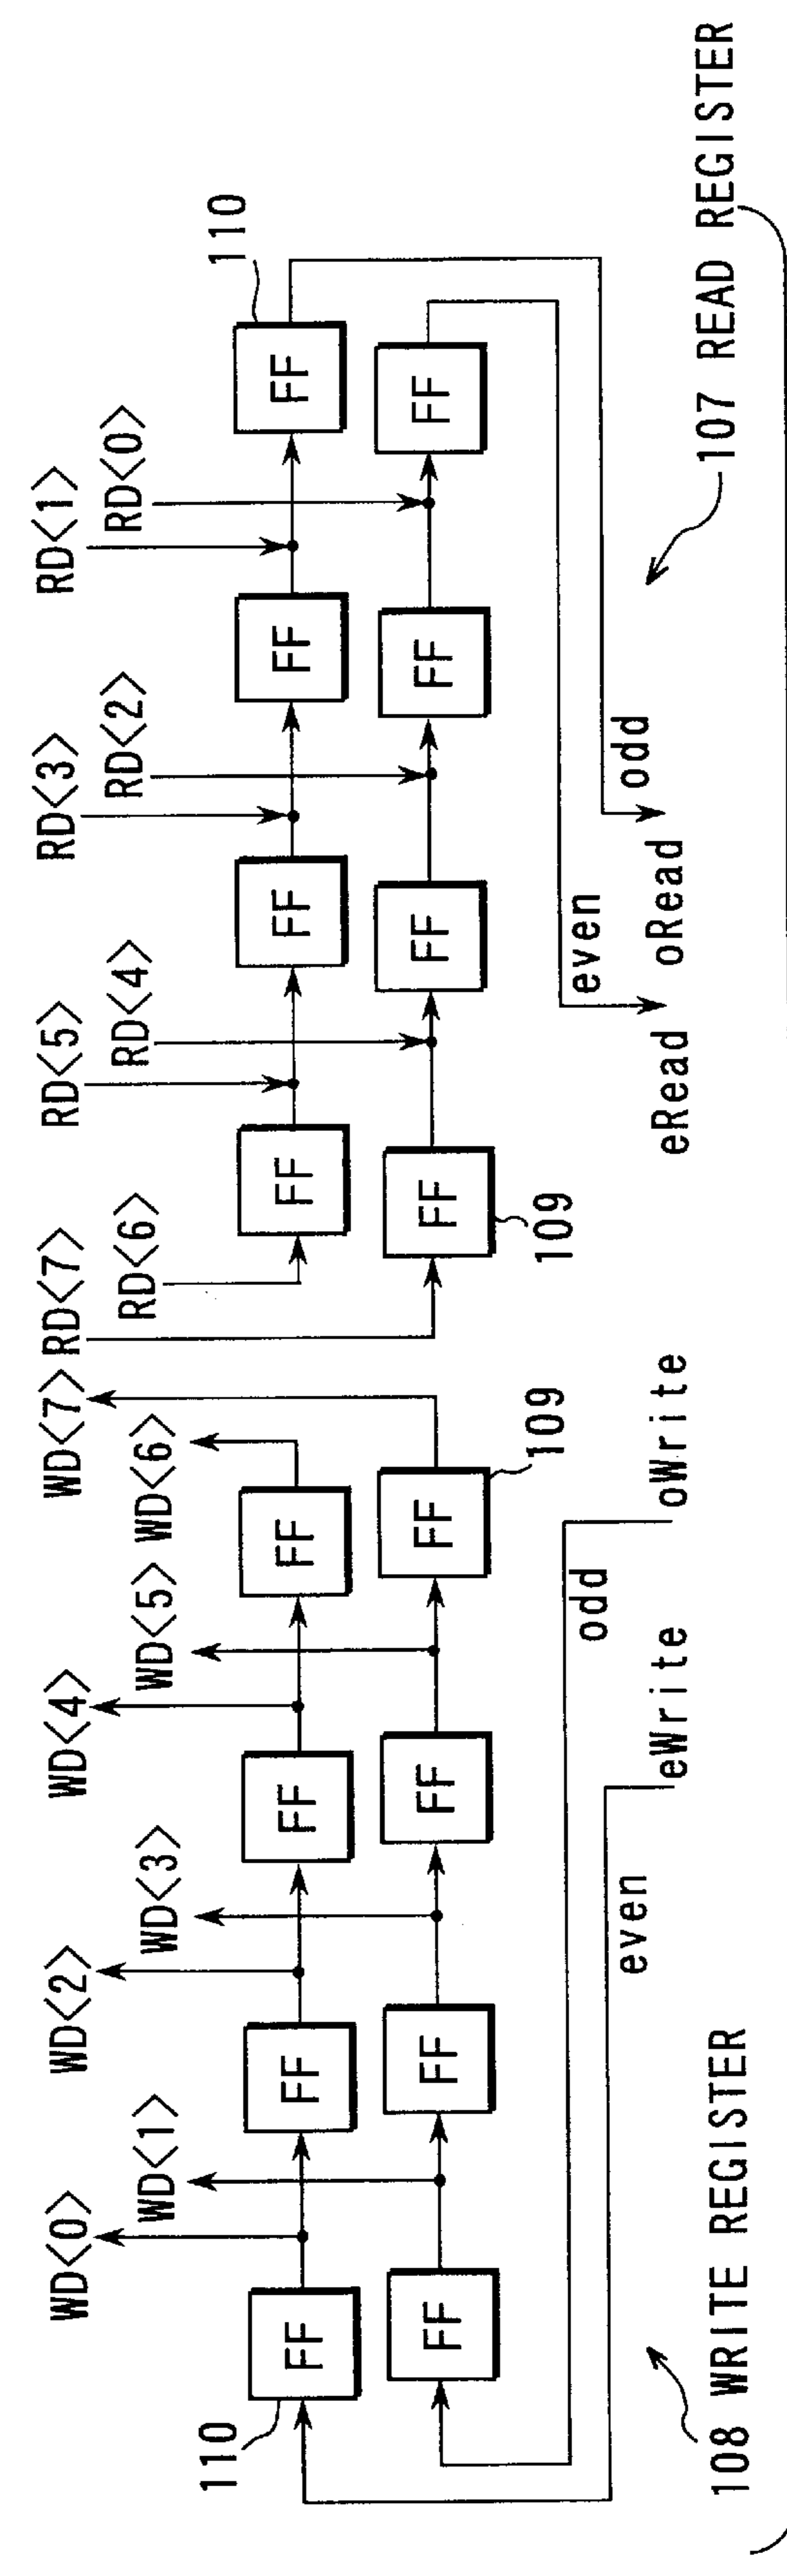 WD<0>
WD<2>
WD<4>
WD<7>
RD<7>
RD<5>
RD<3>
RD<1>
WD<1>
WD<3>
WD<5>
WD<6>
RD<6>
RD<4>
RD<2>
RD<0>
110
FF
FF
FF
FF
FF
FF
FF
FF
110
FF
FF
FF
FF
FF
FF
FF
FF
109
109
odd
even
even
odd
eWrite
oWrite
eRead
oRead
108 WRITE REGISTER
107 READ REGISTER